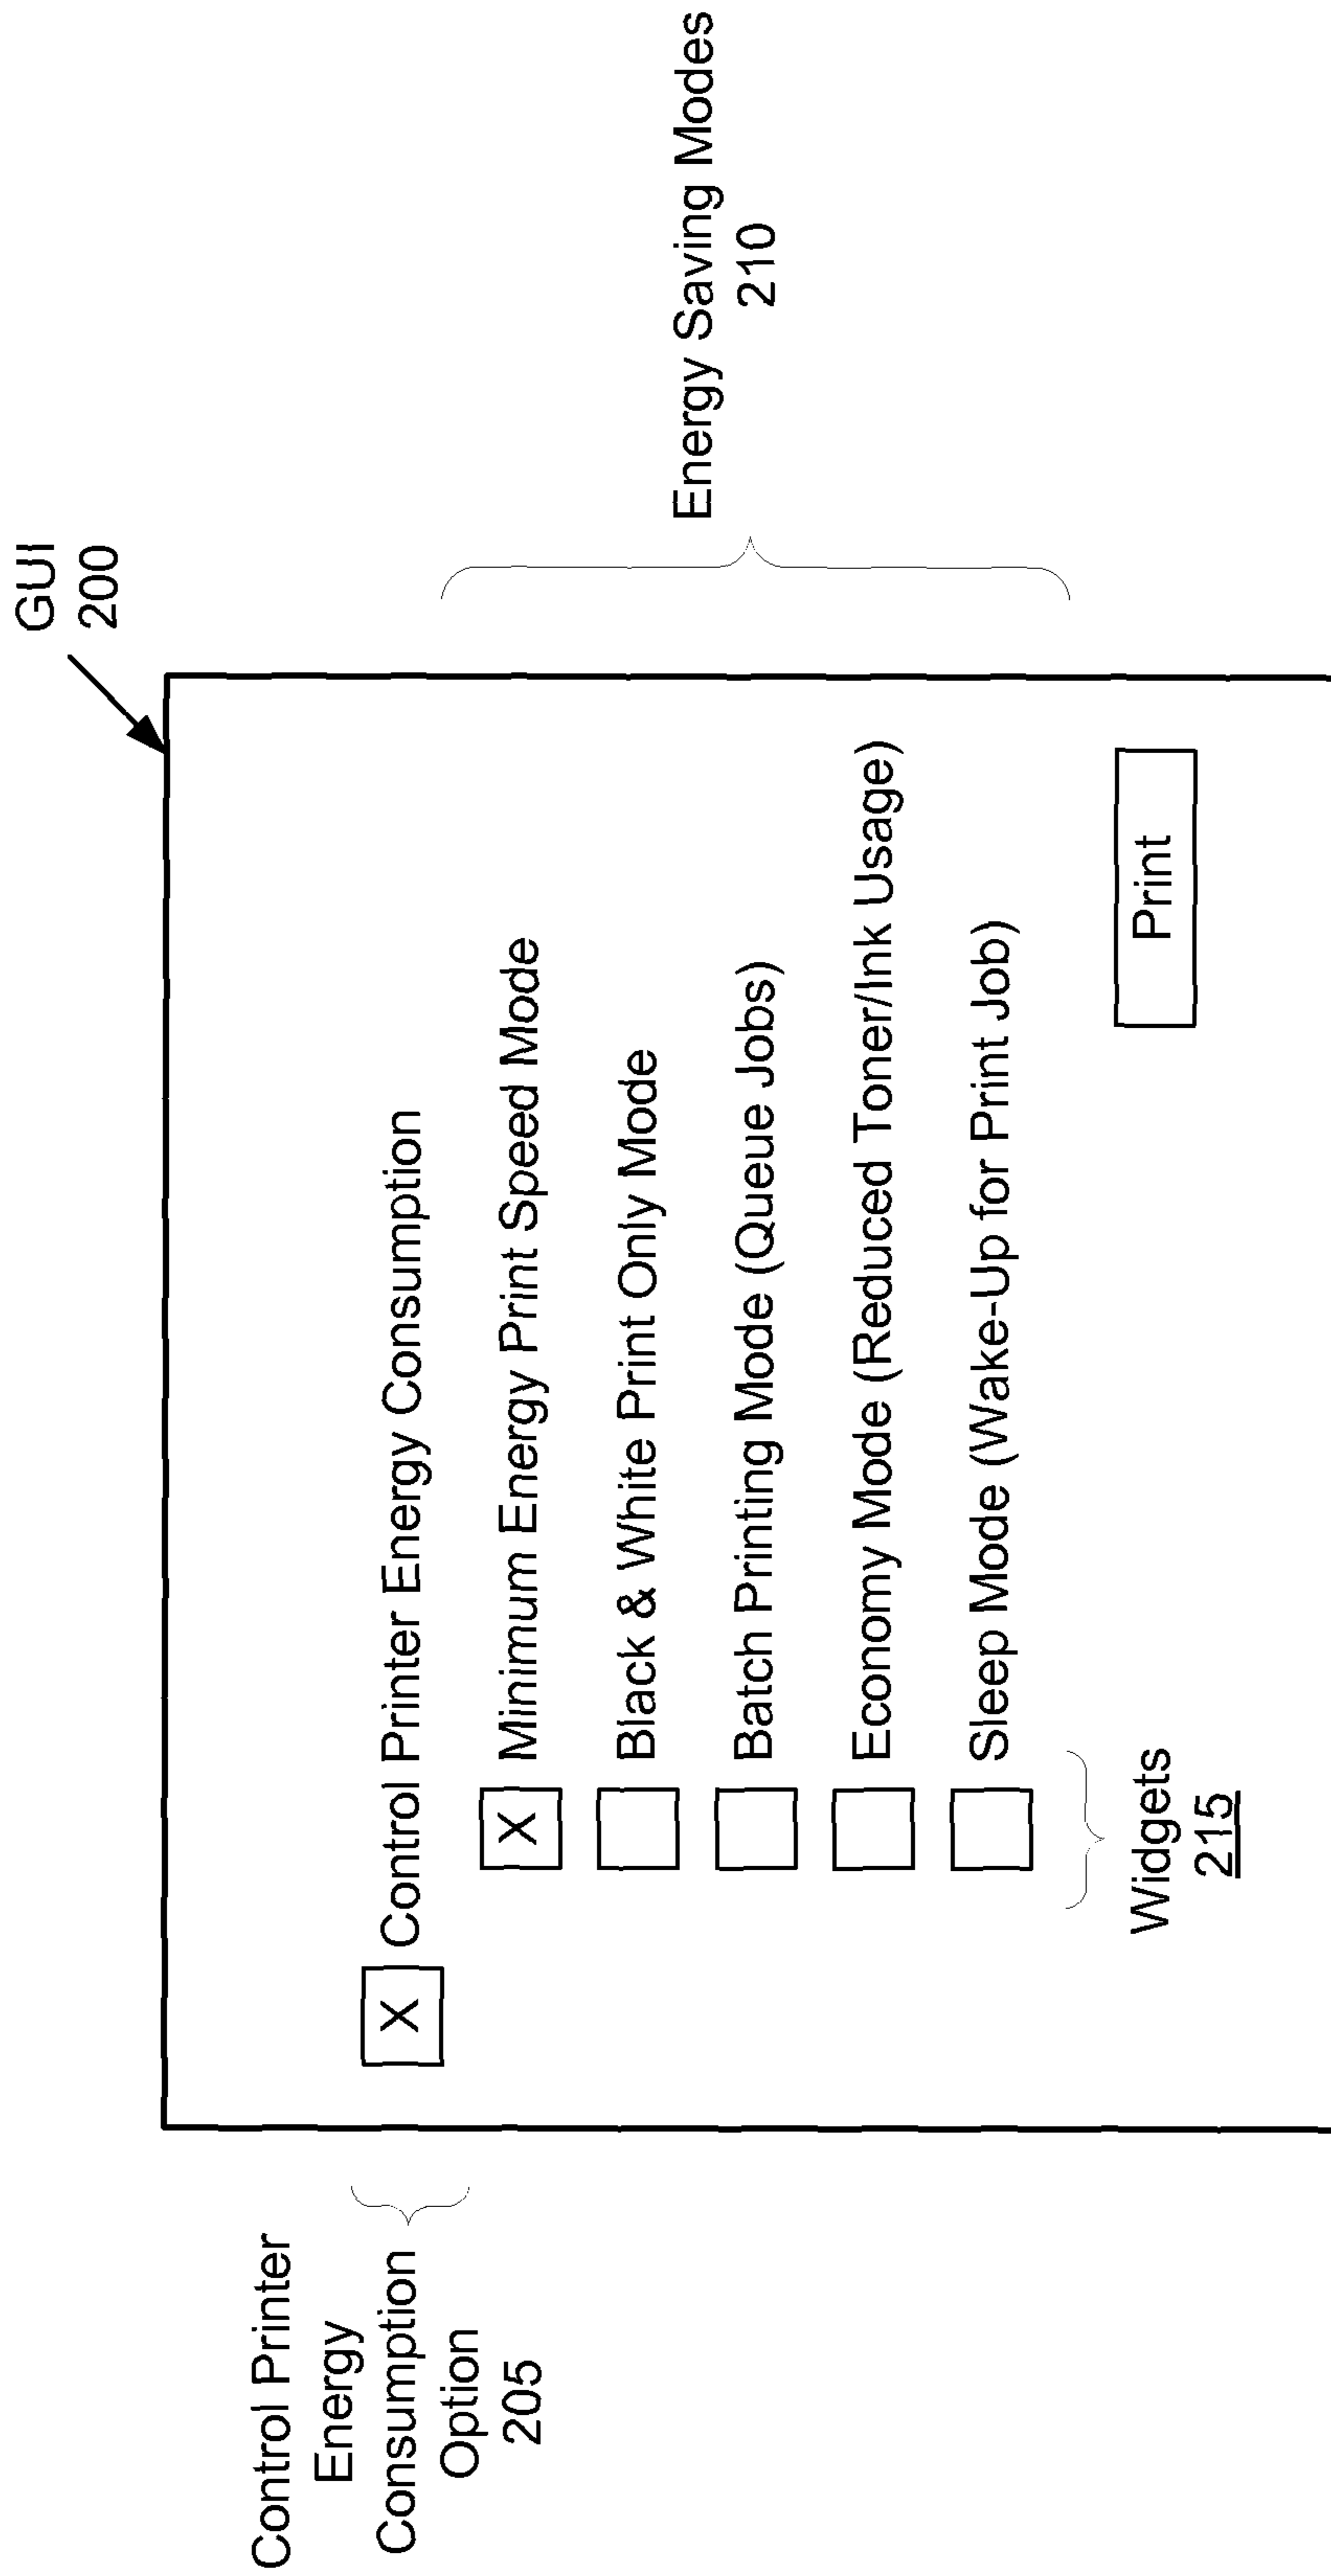 GUI
200
Control Printer
Energy
Consumption
Option
205
X Control Printer Energy Consumption
X Minimum Energy Print Speed Mode
Black & White Print Only Mode
Batch Printing Mode (Queue Jobs)
Economy Mode (Reduced Toner/Ink Usage)
Sleep Mode (Wake-Up for Print Job)
Energy Saving Modes
210
Widgets
215
Print